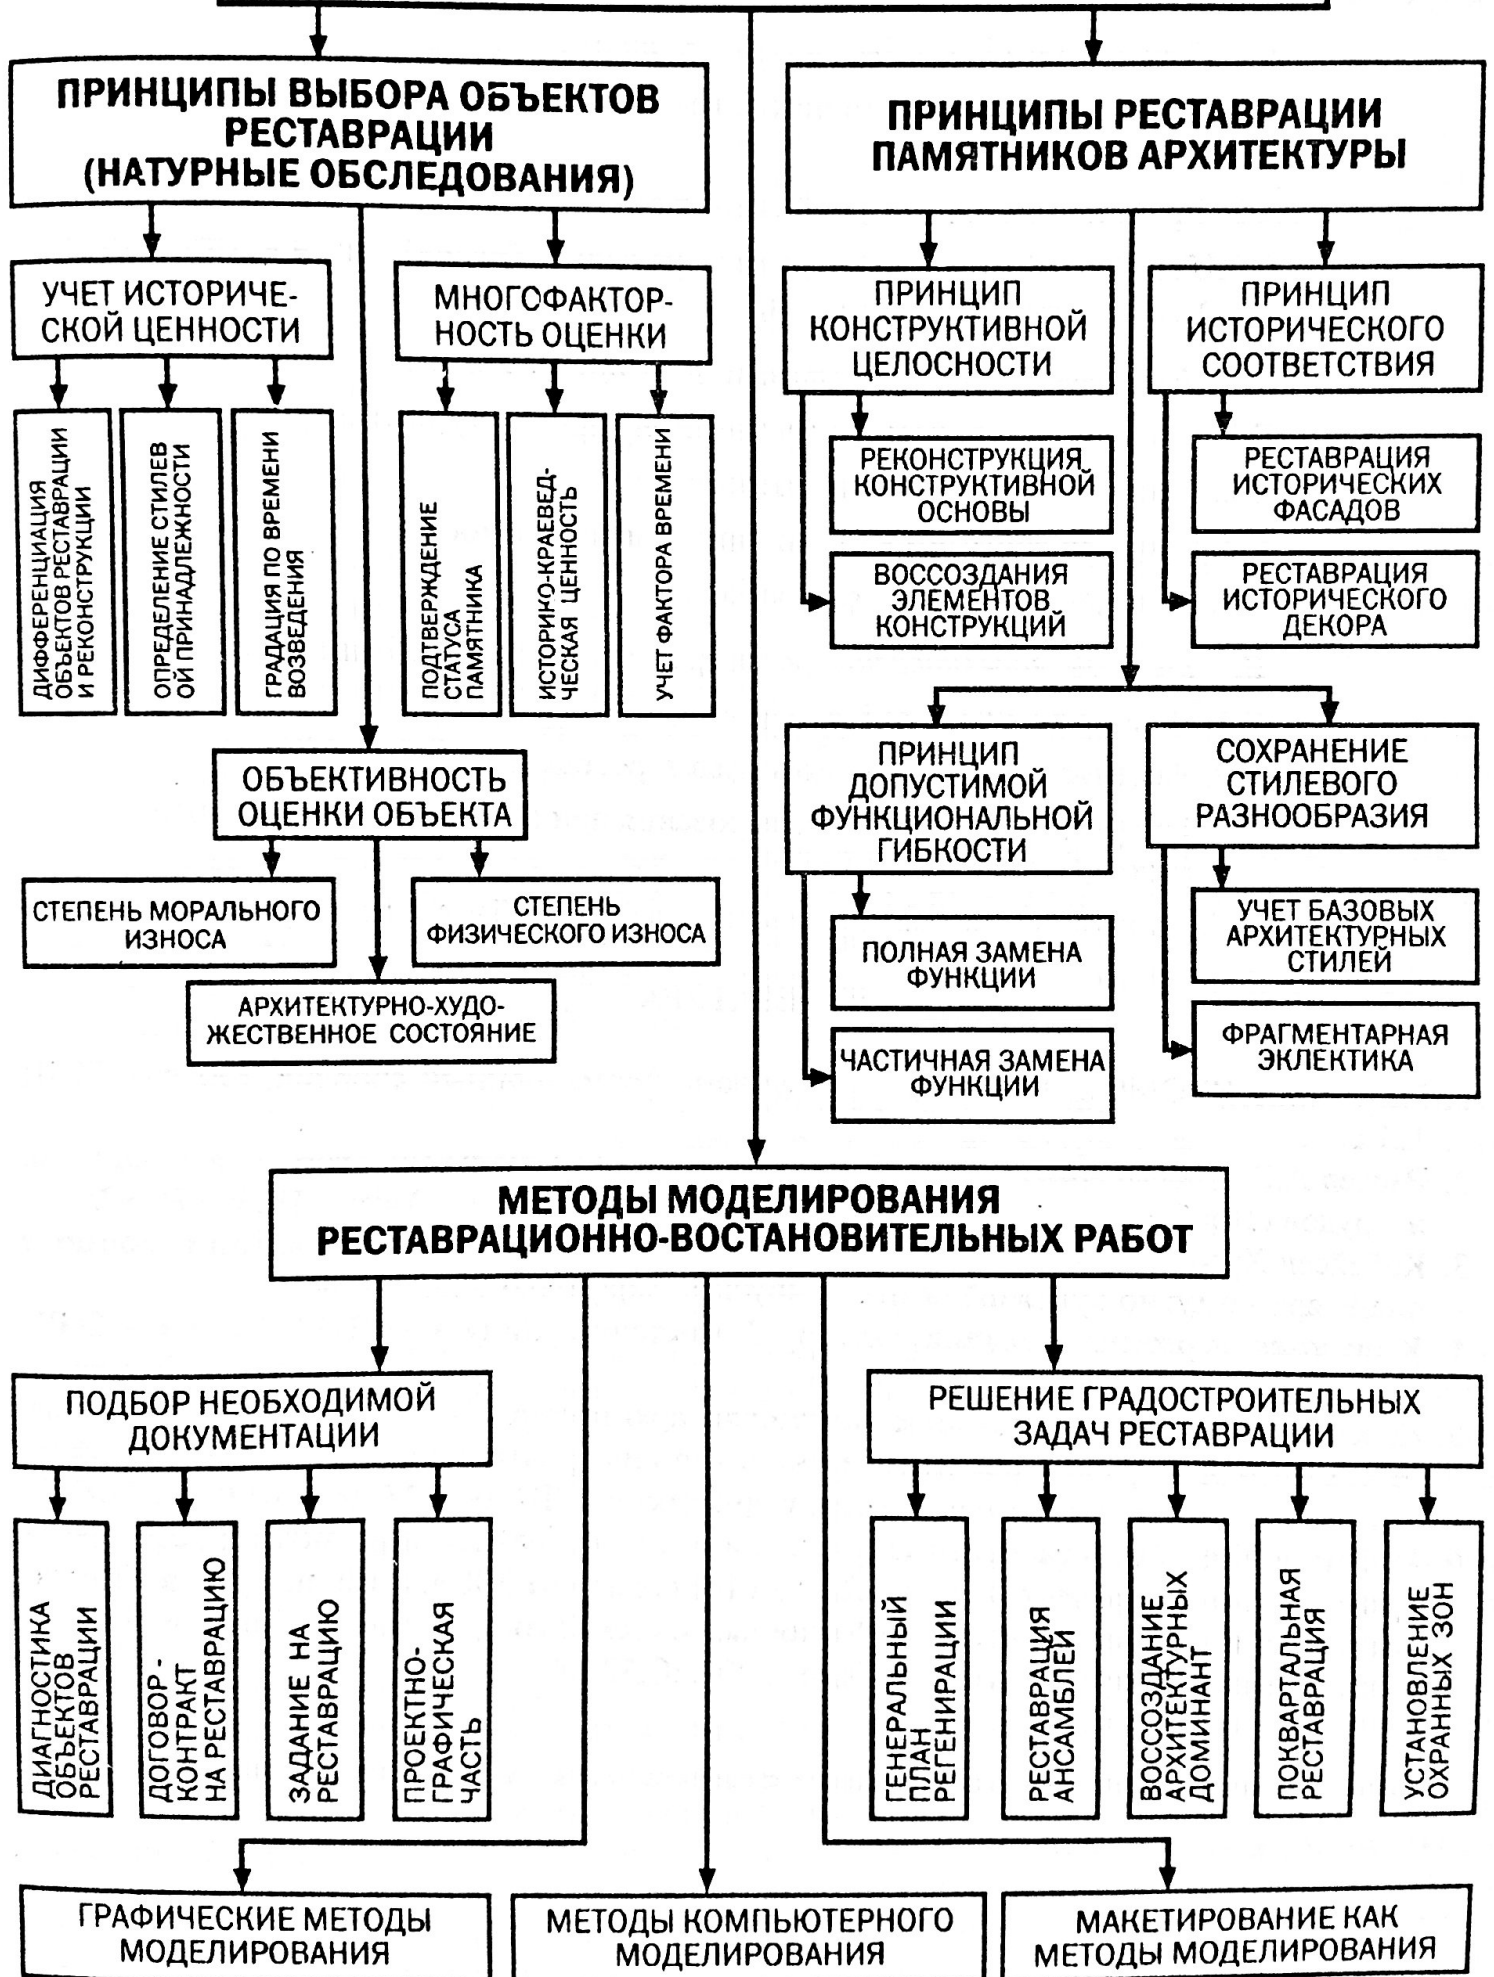 ПРИНЦИПЫ ВЫБОРА ОБЪЕКТОВ
РЕСТАВРАЦИИ
(НАТУРНЫЕ ОБСЛЕДОВАНИЯ)
ПРИНЦИПЫ РЕСТАВРАЦИИ
ПАМЯТНИКОВ АРХИТЕКТУРЫ
УЧЕТ ИСТОРИЧЕ-
СКОЙ ЦЕННОСТИ
МНОГОФАКТОР-
НОСТЬ ОЦЕНКИ
ПРИНЦИП
КОНСТРУКТИВНОЙ
ЦЕЛОСНОСТИ
ПРИНЦИП
ИСТОРИЧЕСКОГО
СООТВЕТСТВИЯ
ДИФФЕРЕНЦИАЦИЯ
ОБЪЕКТОВ РЕСТАВРАЦИИ
И РЕКОНСТРУКЦИИ
ОПРЕДЕЛЕНИЕ СТИЛЕВ
ОЙ ПРИНАДЛЕЖНОСТИ
ГРАДАЦИЯ ПО ВРЕМЕНИ
ВОЗВЕДЕНИЯ
ПОДТВЕРЖДЕНИЕ
СТАТУСА
ПАМЯТНИКА
ИСТОРИКО-КРАЕВЕД-
ЧЕСКАЯ ЦЕННОСТЬ
УЧЕТ ФАКТОРА ВРЕМЕНИ
РЕКОНСТРУКЦИЯ
КОНСТРУКТИВНОЙ
ОСНОВЫ
ВОССОЗДАНИЯ
ЭЛЕМЕНТОВ
КОНСТРУКЦИЙ
РЕСТАВРАЦИЯ
ИСТОРИЧЕСКИХ
ФАСАДОВ
РЕСТАВРАЦИЯ
ИСТОРИЧЕСКОГО
ДЕКОРА
ОБЪЕКТИВНОСТЬ
ОЦЕНКИ ОБЪЕКТА
СТЕПЕНЬ МОРАЛЬНОГО
ИЗНОСА
СТЕПЕНЬ
ФИЗИЧЕСКОГО ИЗНОСА
АРХИТЕКТУРНО-ХУДО-
ЖЕСТВЕННОЕ СОСТОЯНИЕ
ПРИНЦИП
ДОПУСТИМОЙ
ФУНКЦИОНАЛЬНОЙ
ГИБКОСТИ
СОХРАНЕНИЕ
СТИЛЕВОГО
РАЗНООБРАЗИЯ
ПОЛНАЯ ЗАМЕНА
ФУНКЦИИ
ЧАСТИЧНАЯ ЗАМЕНА
ФУНКЦИИ
УЧЕТ БАЗОВЫХ
АРХИТЕКТУРНЫХ
СТИЛЕЙ
ФРАГМЕНТАРНАЯ
ЭКЛЕКТИКА
МЕТОДЫ МОДЕЛИРОВАНИЯ
РЕСТАВРАЦИОННО-ВОСТАНОВИТЕЛЬНЫХ РАБОТ
ПОДБОР НЕОБХОДИМОЙ
ДОКУМЕНТАЦИИ
РЕШЕНИЕ ГРАДОСТРОИТЕЛЬНЫХ
ЗАДАЧ РЕСТАВРАЦИИ
ДИАГНОСТИКА
ОБЪЕКТОВ
РЕСТАВРАЦИИ
ДОГОВОР -
КОНТРАКТ
НА РЕСТАВРАЦИЮ
ЗАДАНИЕ НА
РЕСТАВРАЦИЮ
ПРОЕКТНО-
ГРАФИЧЕСКАЯ
ЧАСТЬ
ГЕНЕРАЛЬНЫЙ
ПЛАН
РЕГЕНИРАЦИИ
РЕСТАВРАЦИЯ
АНСАМБЛЕЙ
ВОССОЗДАНИЕ
АРХИТЕКТУРНЫХ
ДОМИНАНТ
ПОКВАРТАЛЬНАЯ
РЕСТАВРАЦИЯ
УСТАНОВЛЕНИЕ
ОХРАННЫХ ЗОН
ГРАФИЧЕСКИЕ МЕТОДЫ
МОДЕЛИРОВАНИЯ
МЕТОДЫ КОМПЬЮТЕРНОГО
МОДЕЛИРОВАНИЯ
МАКЕТИРОВАНИЕ КАК
МЕТОДЫ МОДЕЛИРОВАНИЯ